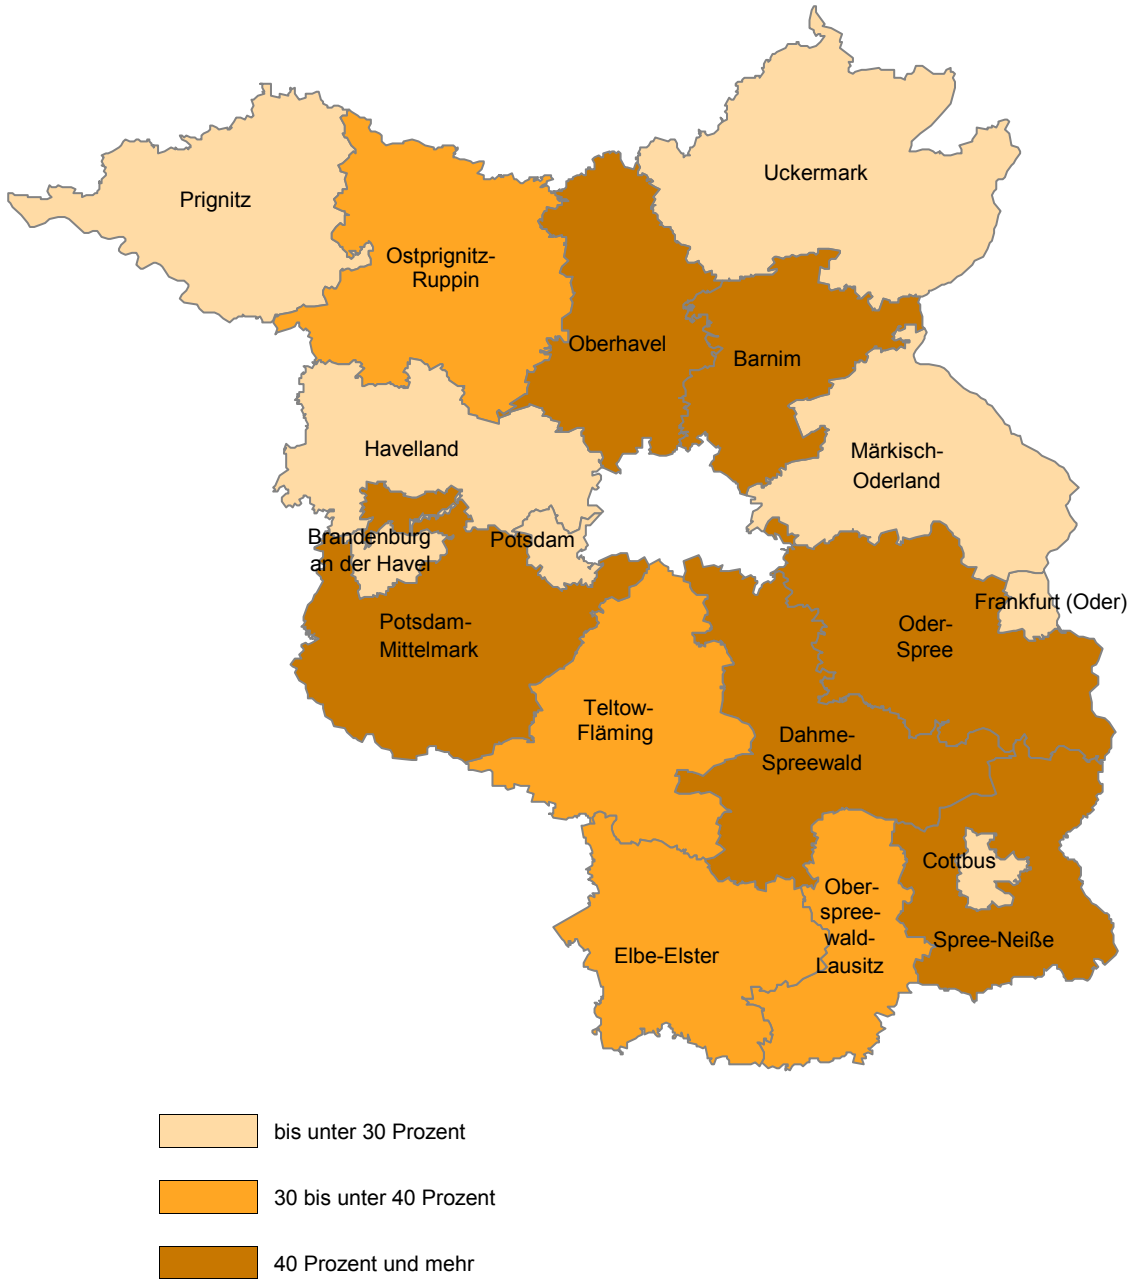 Uckermark
Prignitz
Ostprignitz-
Ruppin
Oberhavel
Barnim
Havelland
Märkisch-
Oderland
Brandenburg
an der Havel
Potsdam
Frankfurt (Oder)
Potsdam-
Mittelmark
Oder-
Spree
Teltow-
Fläming
Dahme-
Spreewald
Cottbus
Ober-
spree-
wald-
Lausitz
Spree-Neiße
Elbe-Elster
bis unter 30 Prozent
30 bis unter 40 Prozent
40 Prozent und mehr